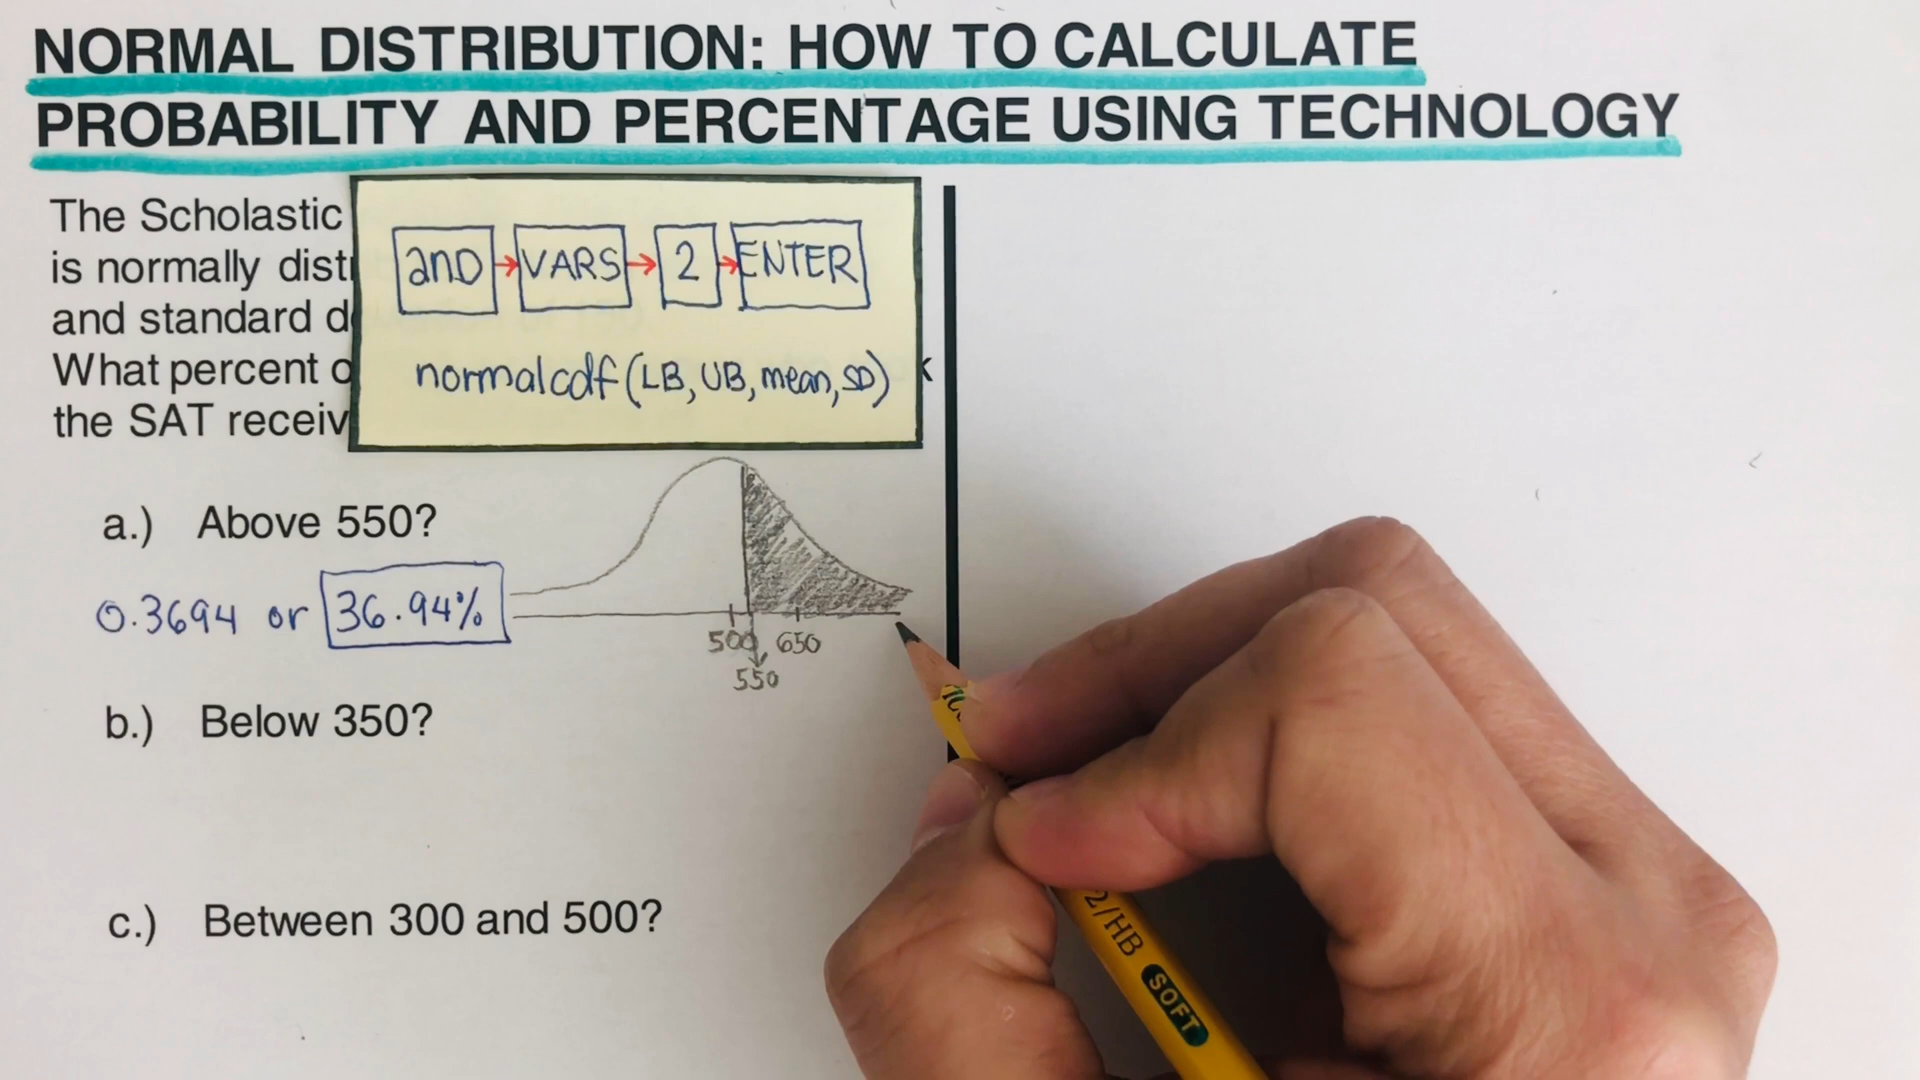 NORMAL DISTRIBUTION: HOW TO CALCULATE
PROBABILITY AND PERCENTAGE USING TECHNOLOGY
The Scholastic
is normally distr
and standard d
What percent o
the SAT receiv
2ND → VARS → 2 → ENTER
normalcdf (LB, UB, mean, SD)
a.) Above 550?
0.3694 or 36.94%
500 650
550
b.) Below 350?
c.) Between 300 and 500?
2/HB SOFT